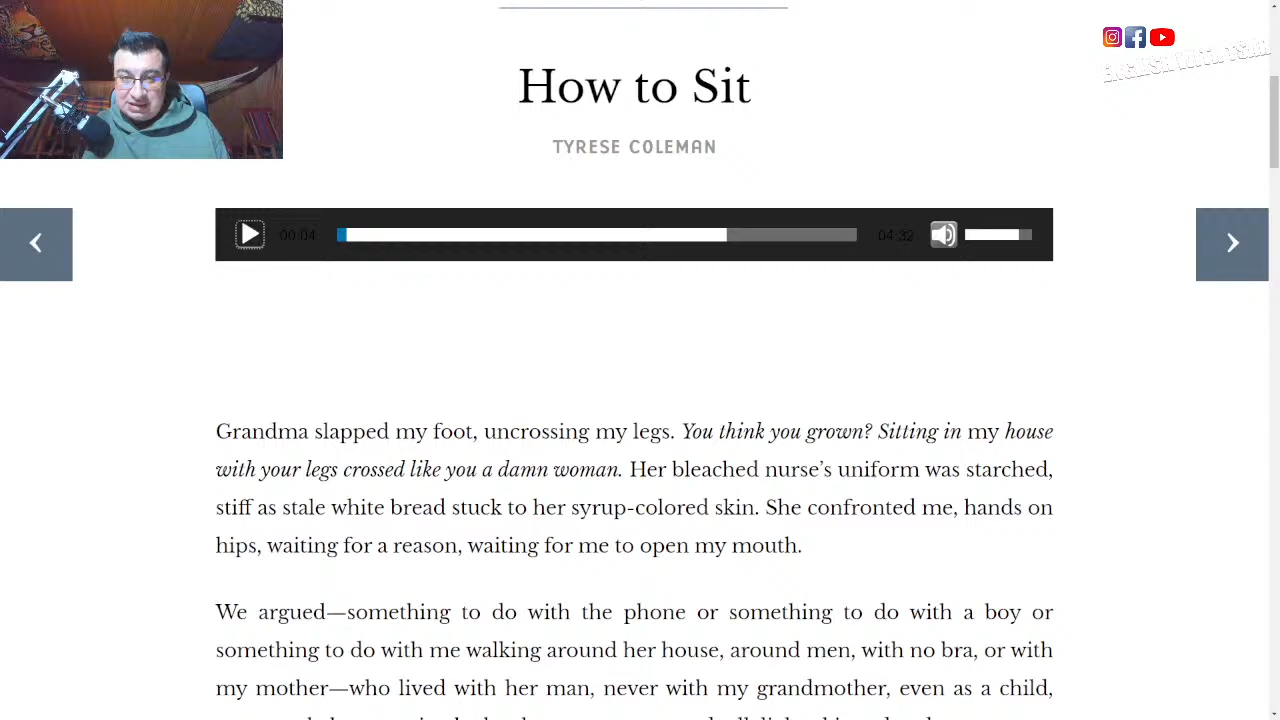 ENGLISH WITH
How to Sit
TYRESE COLEMAN
00:04
04:32
Grandma slapped my foot, uncrossing my legs. You think you grown? Sitting in my house
with your legs crossed like you a damn woman. Her bleached nurse’s uniform was starched,
stiff as stale white bread stuck to her syrup-colored skin. She confronted me, hands on
hips, waiting for a reason, waiting for me to open my mouth.
We argued—something to do with the phone or something to do with a boy or
something to do with me walking around her house, around men, with no bra, or with
my mother—who lived with her man, never with my grandmother, even as a child,